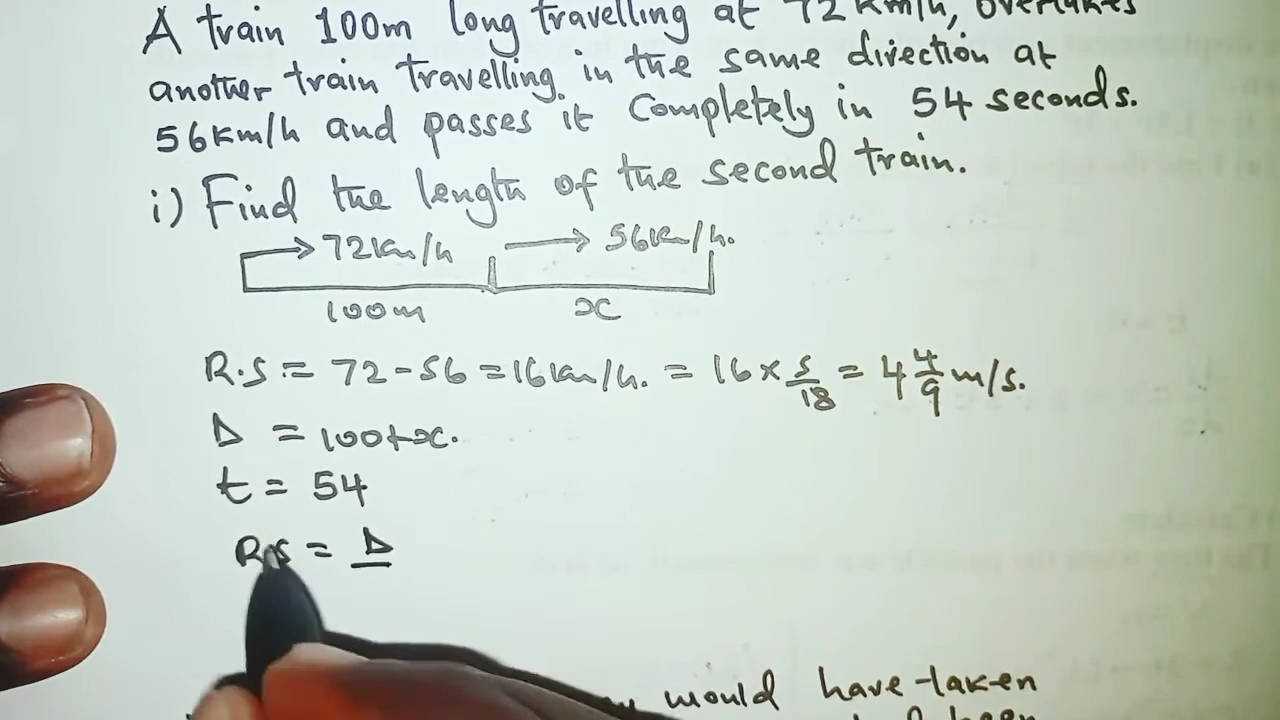 A train 100m long travelling at 72 km/h, overtakes
another train travelling in the same direction at
56km/h and passes it completely in 54 seconds.
i) Find the length of the second train.
72km/h 56km/h.
100m x
R.S = 72-56 = 16km/h. = 16 × 5/18 = 4 4/9 m/s.
D = 100+x.
t = 54
R.S = D
would have taken
been